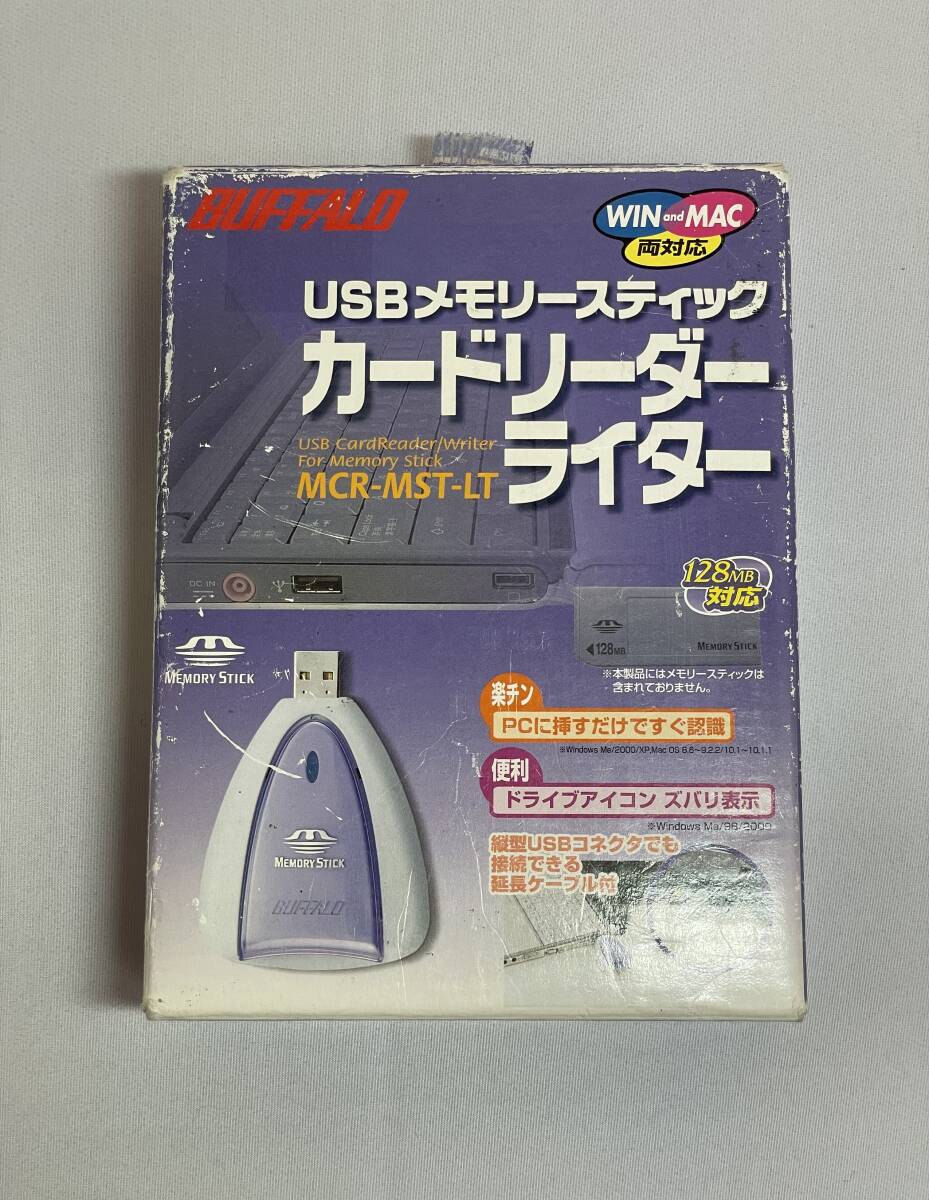 BUFFALO
WIN and MAC
両対応
USBメモリースティック
カードリーダー
ライター
USB CardReader/Writer
For Memory Stick
MCR-MST-LT
DC IN
128MB
対応
128MB
MEMORY STICK
※本製品にはメモリースティックは
含まれておりません。
MEMORY STICK
楽チン
PCに挿すだけですぐ認識
※Windows Me/2000/XP,Mac OS 8.6~9.2.2/10.1~10.1.1
便利
ドライブアイコン ズバリ表示
※Windows Me/98/2000
縦型USBコネクタでも
接続できる
延長ケーブル付
MEMORY STICK
BUFFALO